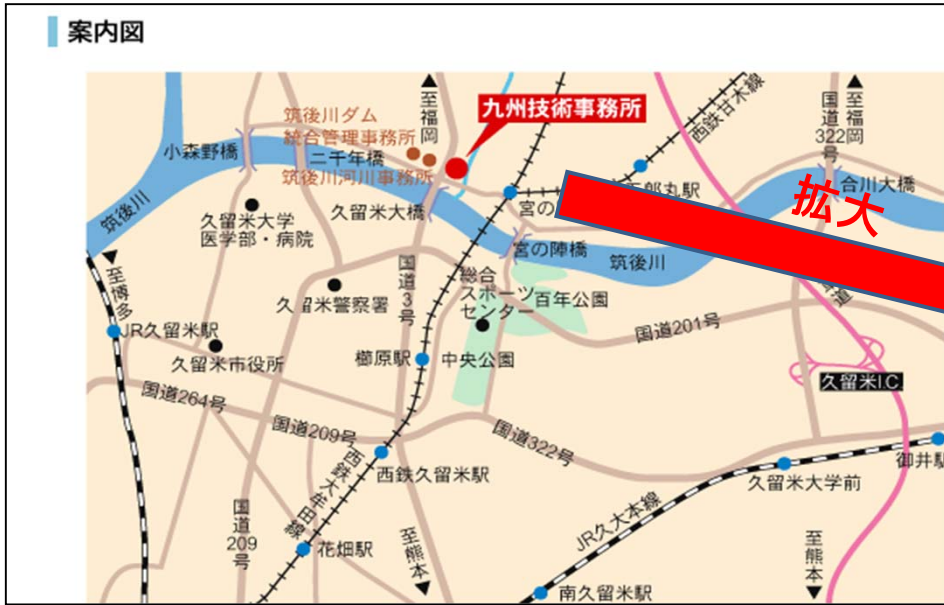 案内図
至福岡
九州技術事務所
西鉄甘木線
国道
322号
至福岡
筑後川ダム
統合管理事務所
小森野橋
二千年橋
筑後川河川事務所
合川大橋
拡大
筑後川
久留米大学
医学部・病院
久留米大橋
宮の
郎丸駅
宮の陣橋
筑後川
至博多
国道3号
総合
スポーツ
センター
百年公園
道
久留米警察署
国道201号
JR久留米駅
久留米市役所
櫛原駅
中央公園
久留米I.C
国道264号
国道209号
国道322号
西鉄大牟田線
西鉄久留米駅
御井駅
久留米大学前
国道
209
号
花畑駅
至熊本
JR久大本線
至熊本
南久留米駅